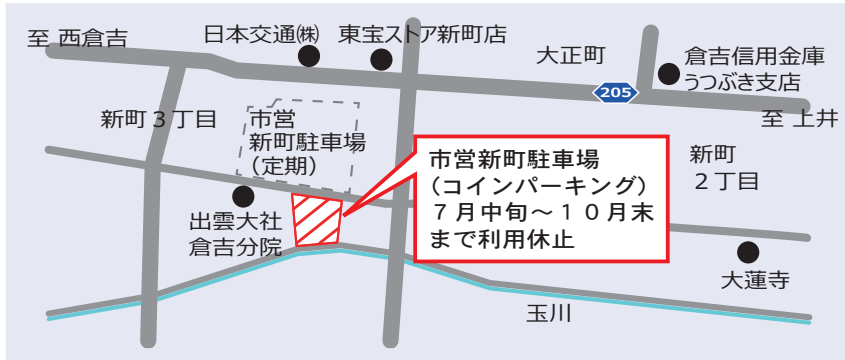 至 西倉吉
日本交通㈱
東宝ストア新町店
大正町
倉吉信用金庫
うつぶき支店
205
至 上井
新町３丁目
市営
新町駐車場
(定期)
市営新町駐車場
(コインパーキング)
７月中旬～１０月末
まで利用休止
新町
２丁目
出雲大社
倉吉分院
大蓮寺
玉川